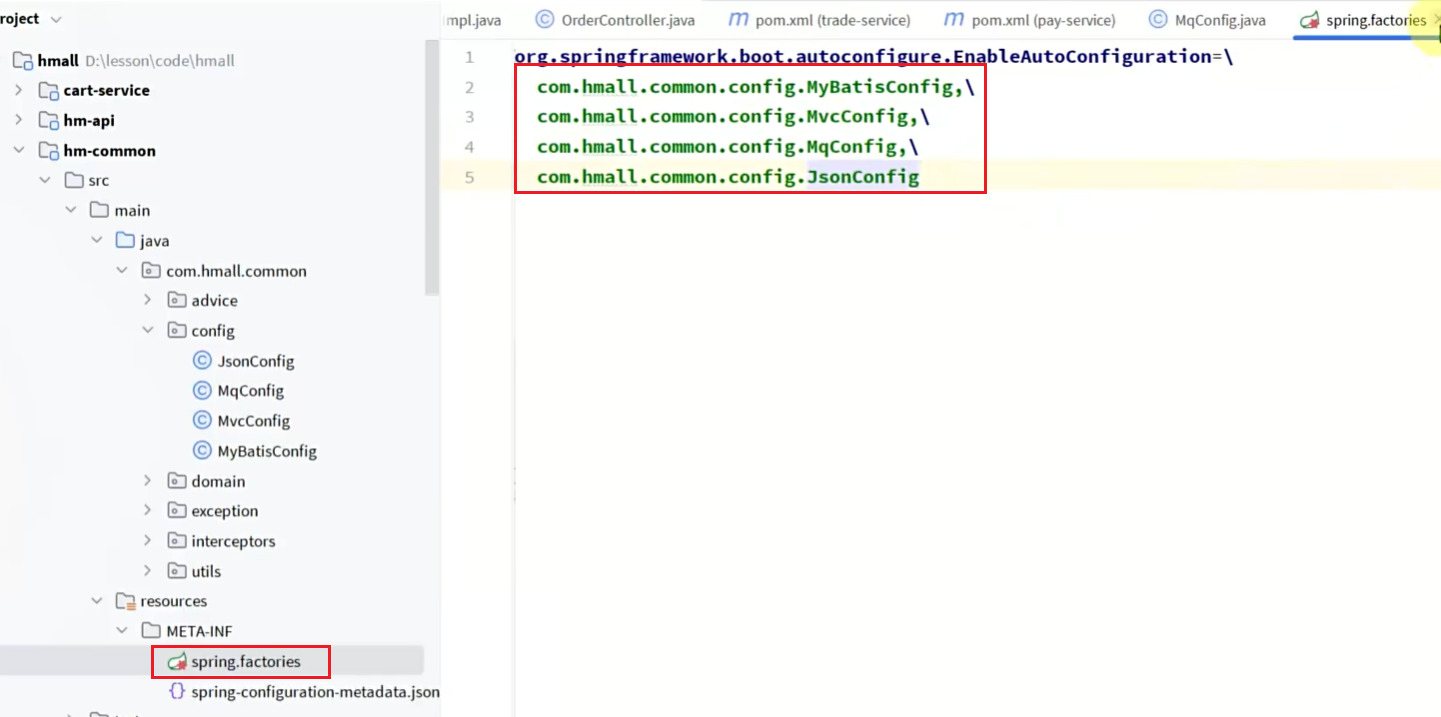 roject
hmall D:\lesson\code\hmall
cart-service
hm-api
hm-common
src
main
java
com.hmall.common
advice
config
JsonConfig
MqConfig
MvcConfig
MyBatisConfig
domain
exception
interceptors
utils
resources
META-INF
spring.factories
spring-configuration-metadata.json
mpl.java OrderController.java pom.xml (trade-service) pom.xml (pay-service) MqConfig.java spring.factories
1 org.springframework.boot.autoconfigure.EnableAutoConfiguration=\
2 com.hmall.common.config.MyBatisConfig,\
3 com.hmall.common.config.MvcConfig,\
4 com.hmall.common.config.MqConfig,\
5 com.hmall.common.config.JsonConfig